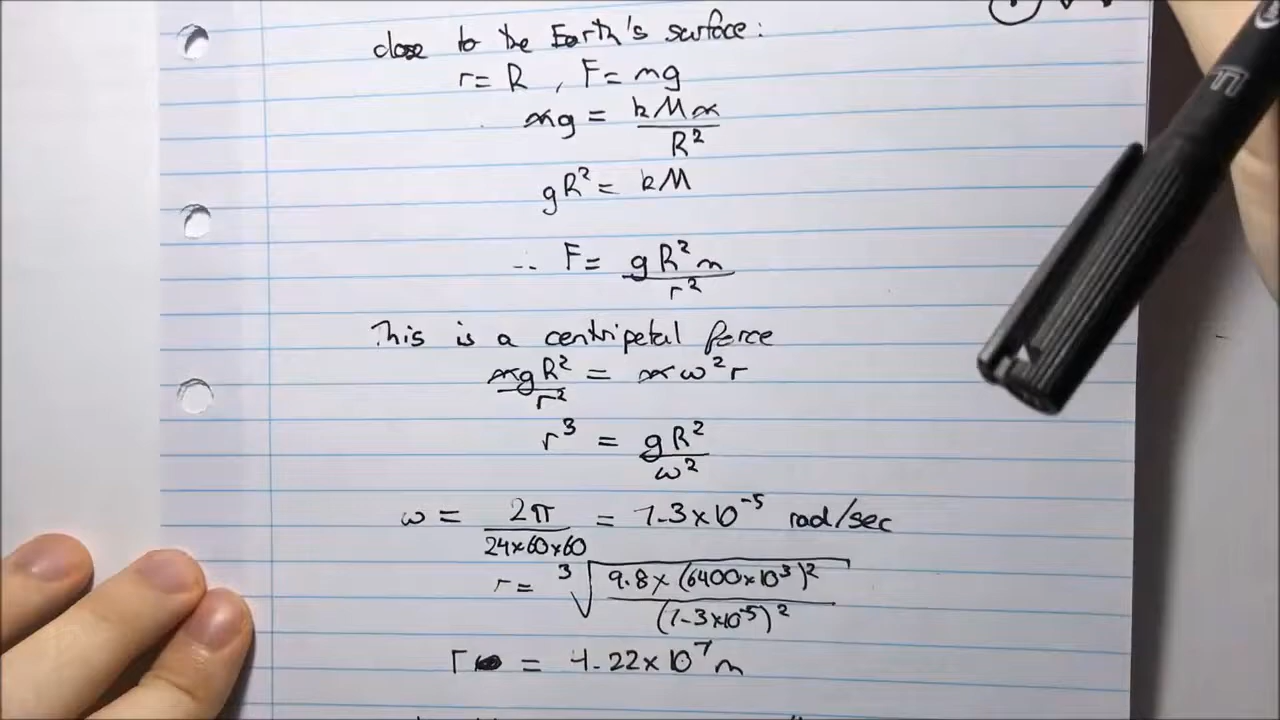 close to the Earth's surface:
r = R , F = mg
mg = kMm/R²
gR² = kM
∴ F = gR²m/r²
This is a centripetal force
mgR²/r² = mω²r
r³ = gR²/ω²
ω = 2π/24×60×60 = 7.3×10⁻⁵ rad/sec
r = ³√(9.8×(6400×10³)²/(7.3×10⁻⁵)²)
r = 4.22×10⁷m